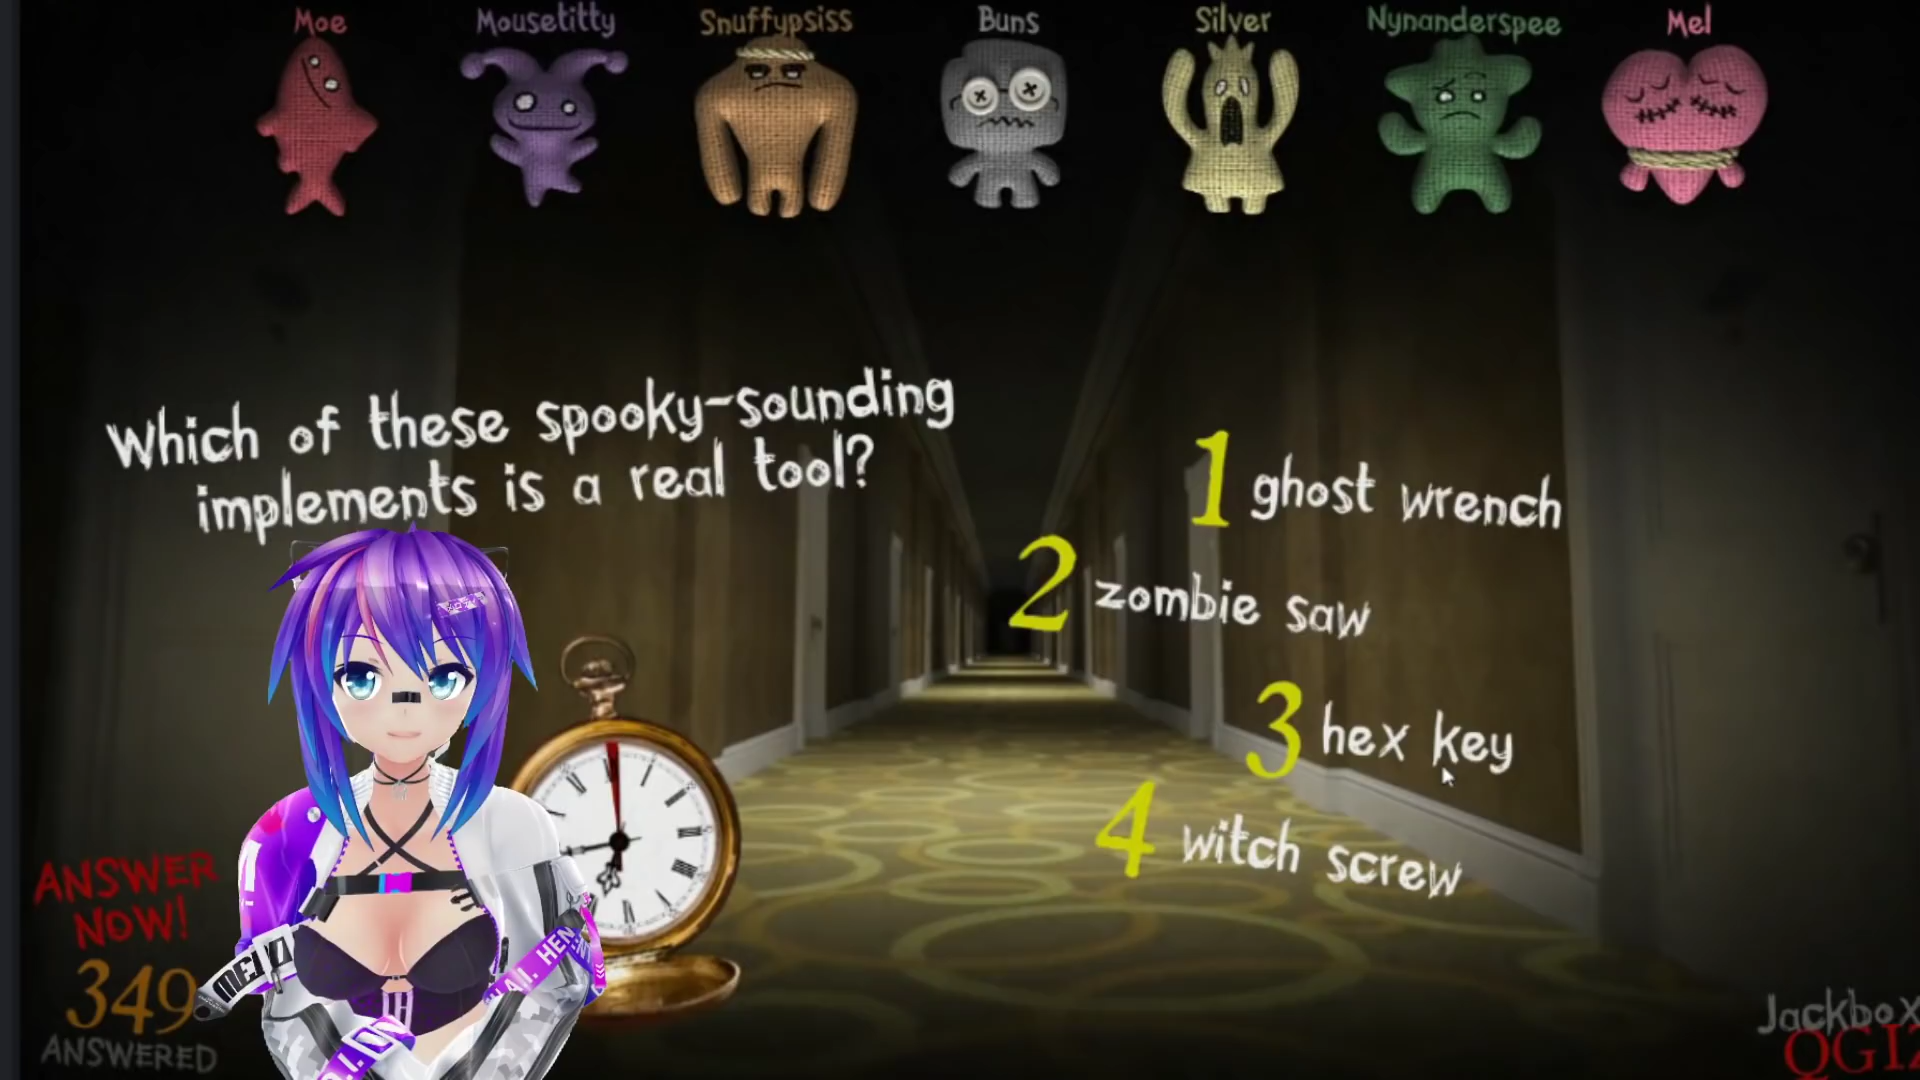 Moe Mousetitty Snuffypsiss Buns Silver Nynanderspee Mel
Which of these spooky-sounding
implements is a real tool?
1 ghost wrench
2 zombie saw
3 hex key
4 witch screw
ANSWER
NOW!
349
ANSWERED
Jackbox